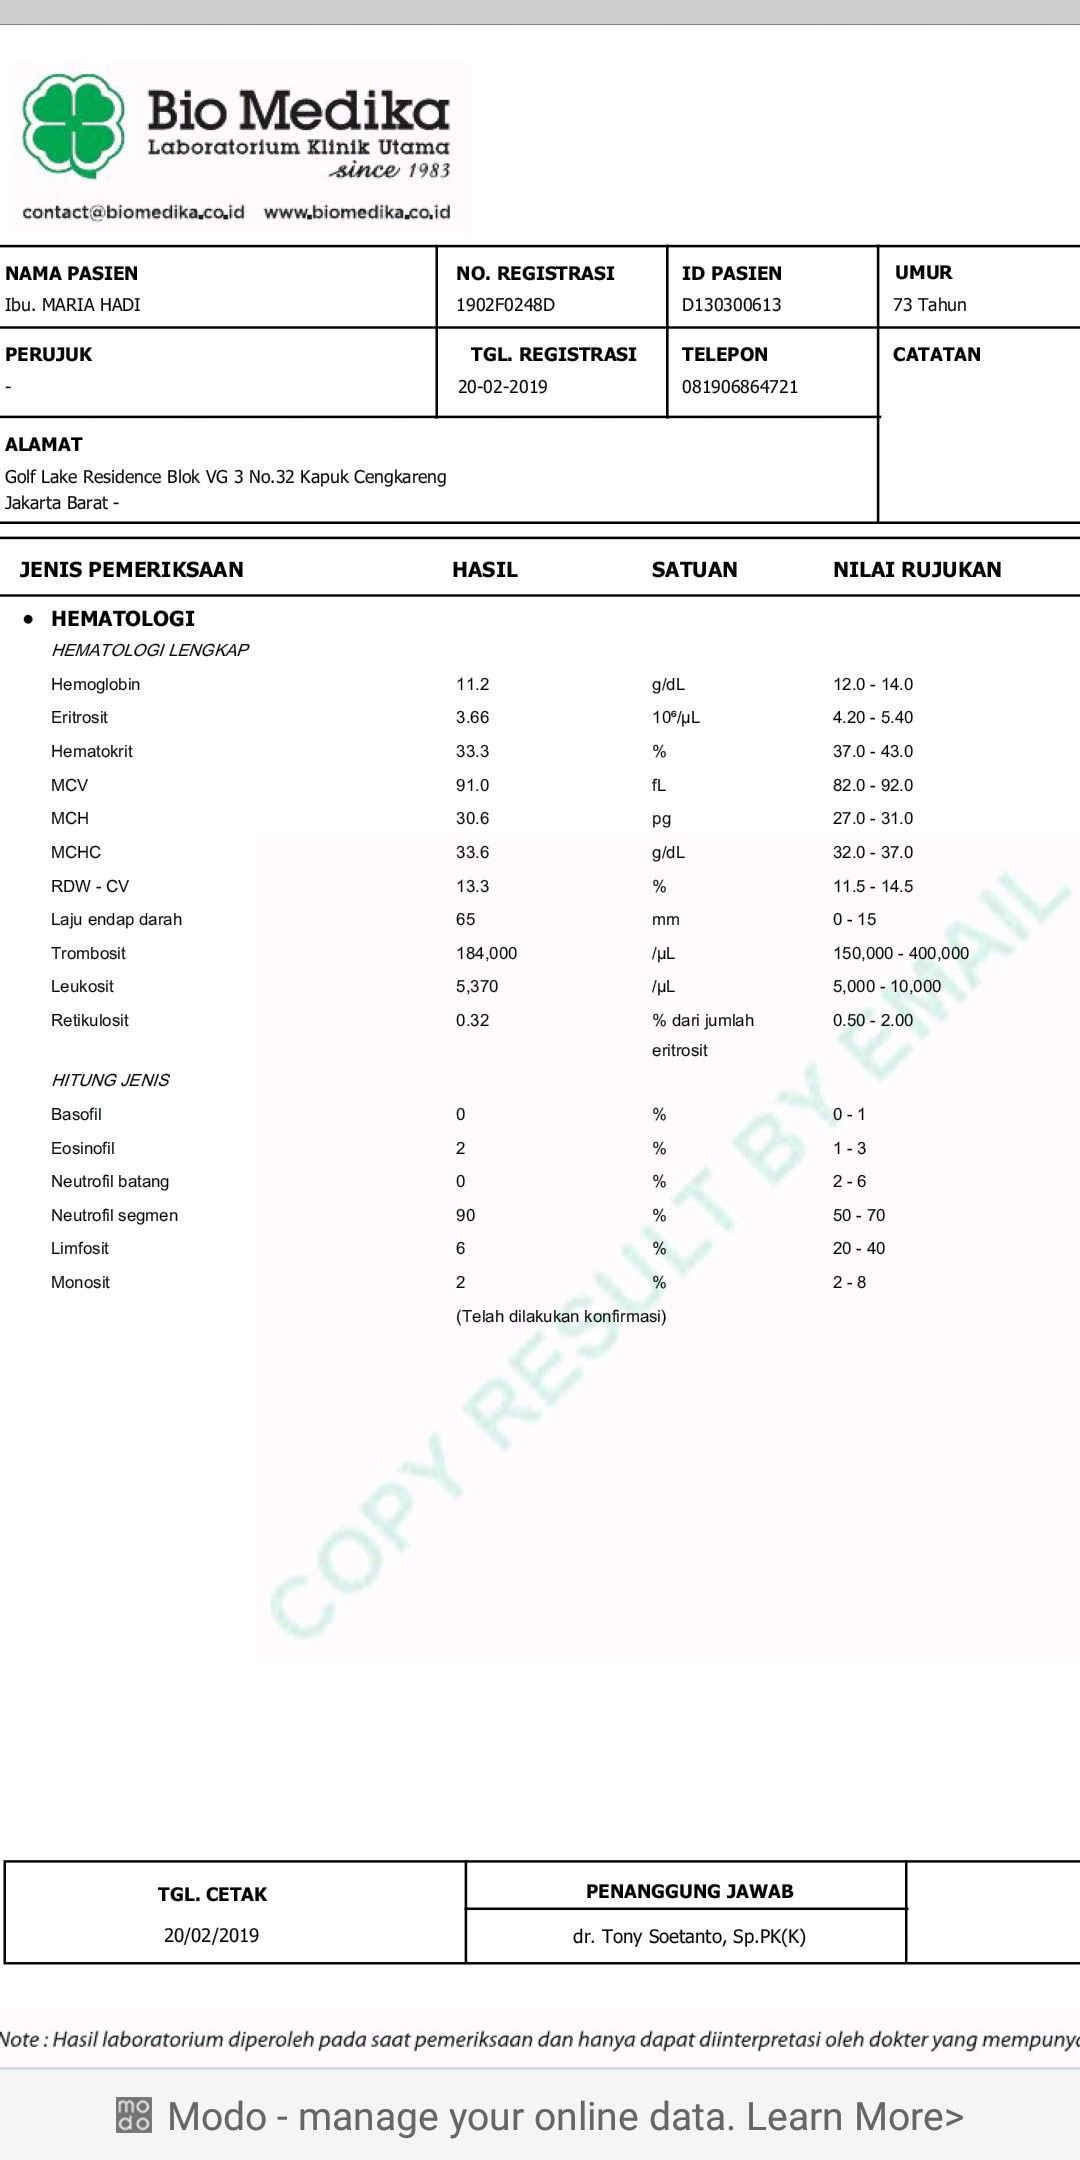 Bio Medika
Laboratorium Klinik Utama
since 1983
contact@biomedika.co.id www.biomedika.co.id
NAMA PASIEN NO. REGISTRASI ID PASIEN UMUR
Ibu. MARIA HADI 1902F0248D D130300613 73 Tahun
PERUJUK TGL. REGISTRASI TELEPON CATATAN
- 20-02-2019 081906864721
ALAMAT
Golf Lake Residence Blok VG 3 No.32 Kapuk Cengkareng
Jakarta Barat -
JENIS PEMERIKSAAN HASIL SATUAN NILAI RUJUKAN
• HEMATOLOGI
HEMATOLOGI LENGKAP
Hemoglobin 11.2 g/dL 12.0 - 14.0
Eritrosit 3.66 10⁶/µL 4.20 - 5.40
Hematokrit 33.3 % 37.0 - 43.0
MCV 91.0 fL 82.0 - 92.0
MCH 30.6 pg 27.0 - 31.0
MCHC 33.6 g/dL 32.0 - 37.0
RDW - CV 13.3 % 11.5 - 14.5
Laju endap darah 65 mm 0 - 15
Trombosit 184,000 /µL 150,000 - 400,000
Leukosit 5,370 /µL 5,000 - 10,000
Retikulosit 0.32 % dari jumlah 0.50 - 2.00
eritrosit
HITUNG JENIS
Basofil 0 % 0 - 1
Eosinofil 2 % 1 - 3
Neutrofil batang 0 % 2 - 6
Neutrofil segmen 90 % 50 - 70
Limfosit 6 % 20 - 40
Monosit 2 % 2 - 8
(Telah dilakukan konfirmasi)
COPY RESULT BY EMAIL
TGL. CETAK PENANGGUNG JAWAB
20/02/2019 dr. Tony Soetanto, Sp.PK(K)
Note : Hasil laboratorium diperoleh pada saat pemeriksaan dan hanya dapat diinterpretasi oleh dokter yang
modo Modo - manage your online data. Learn More>